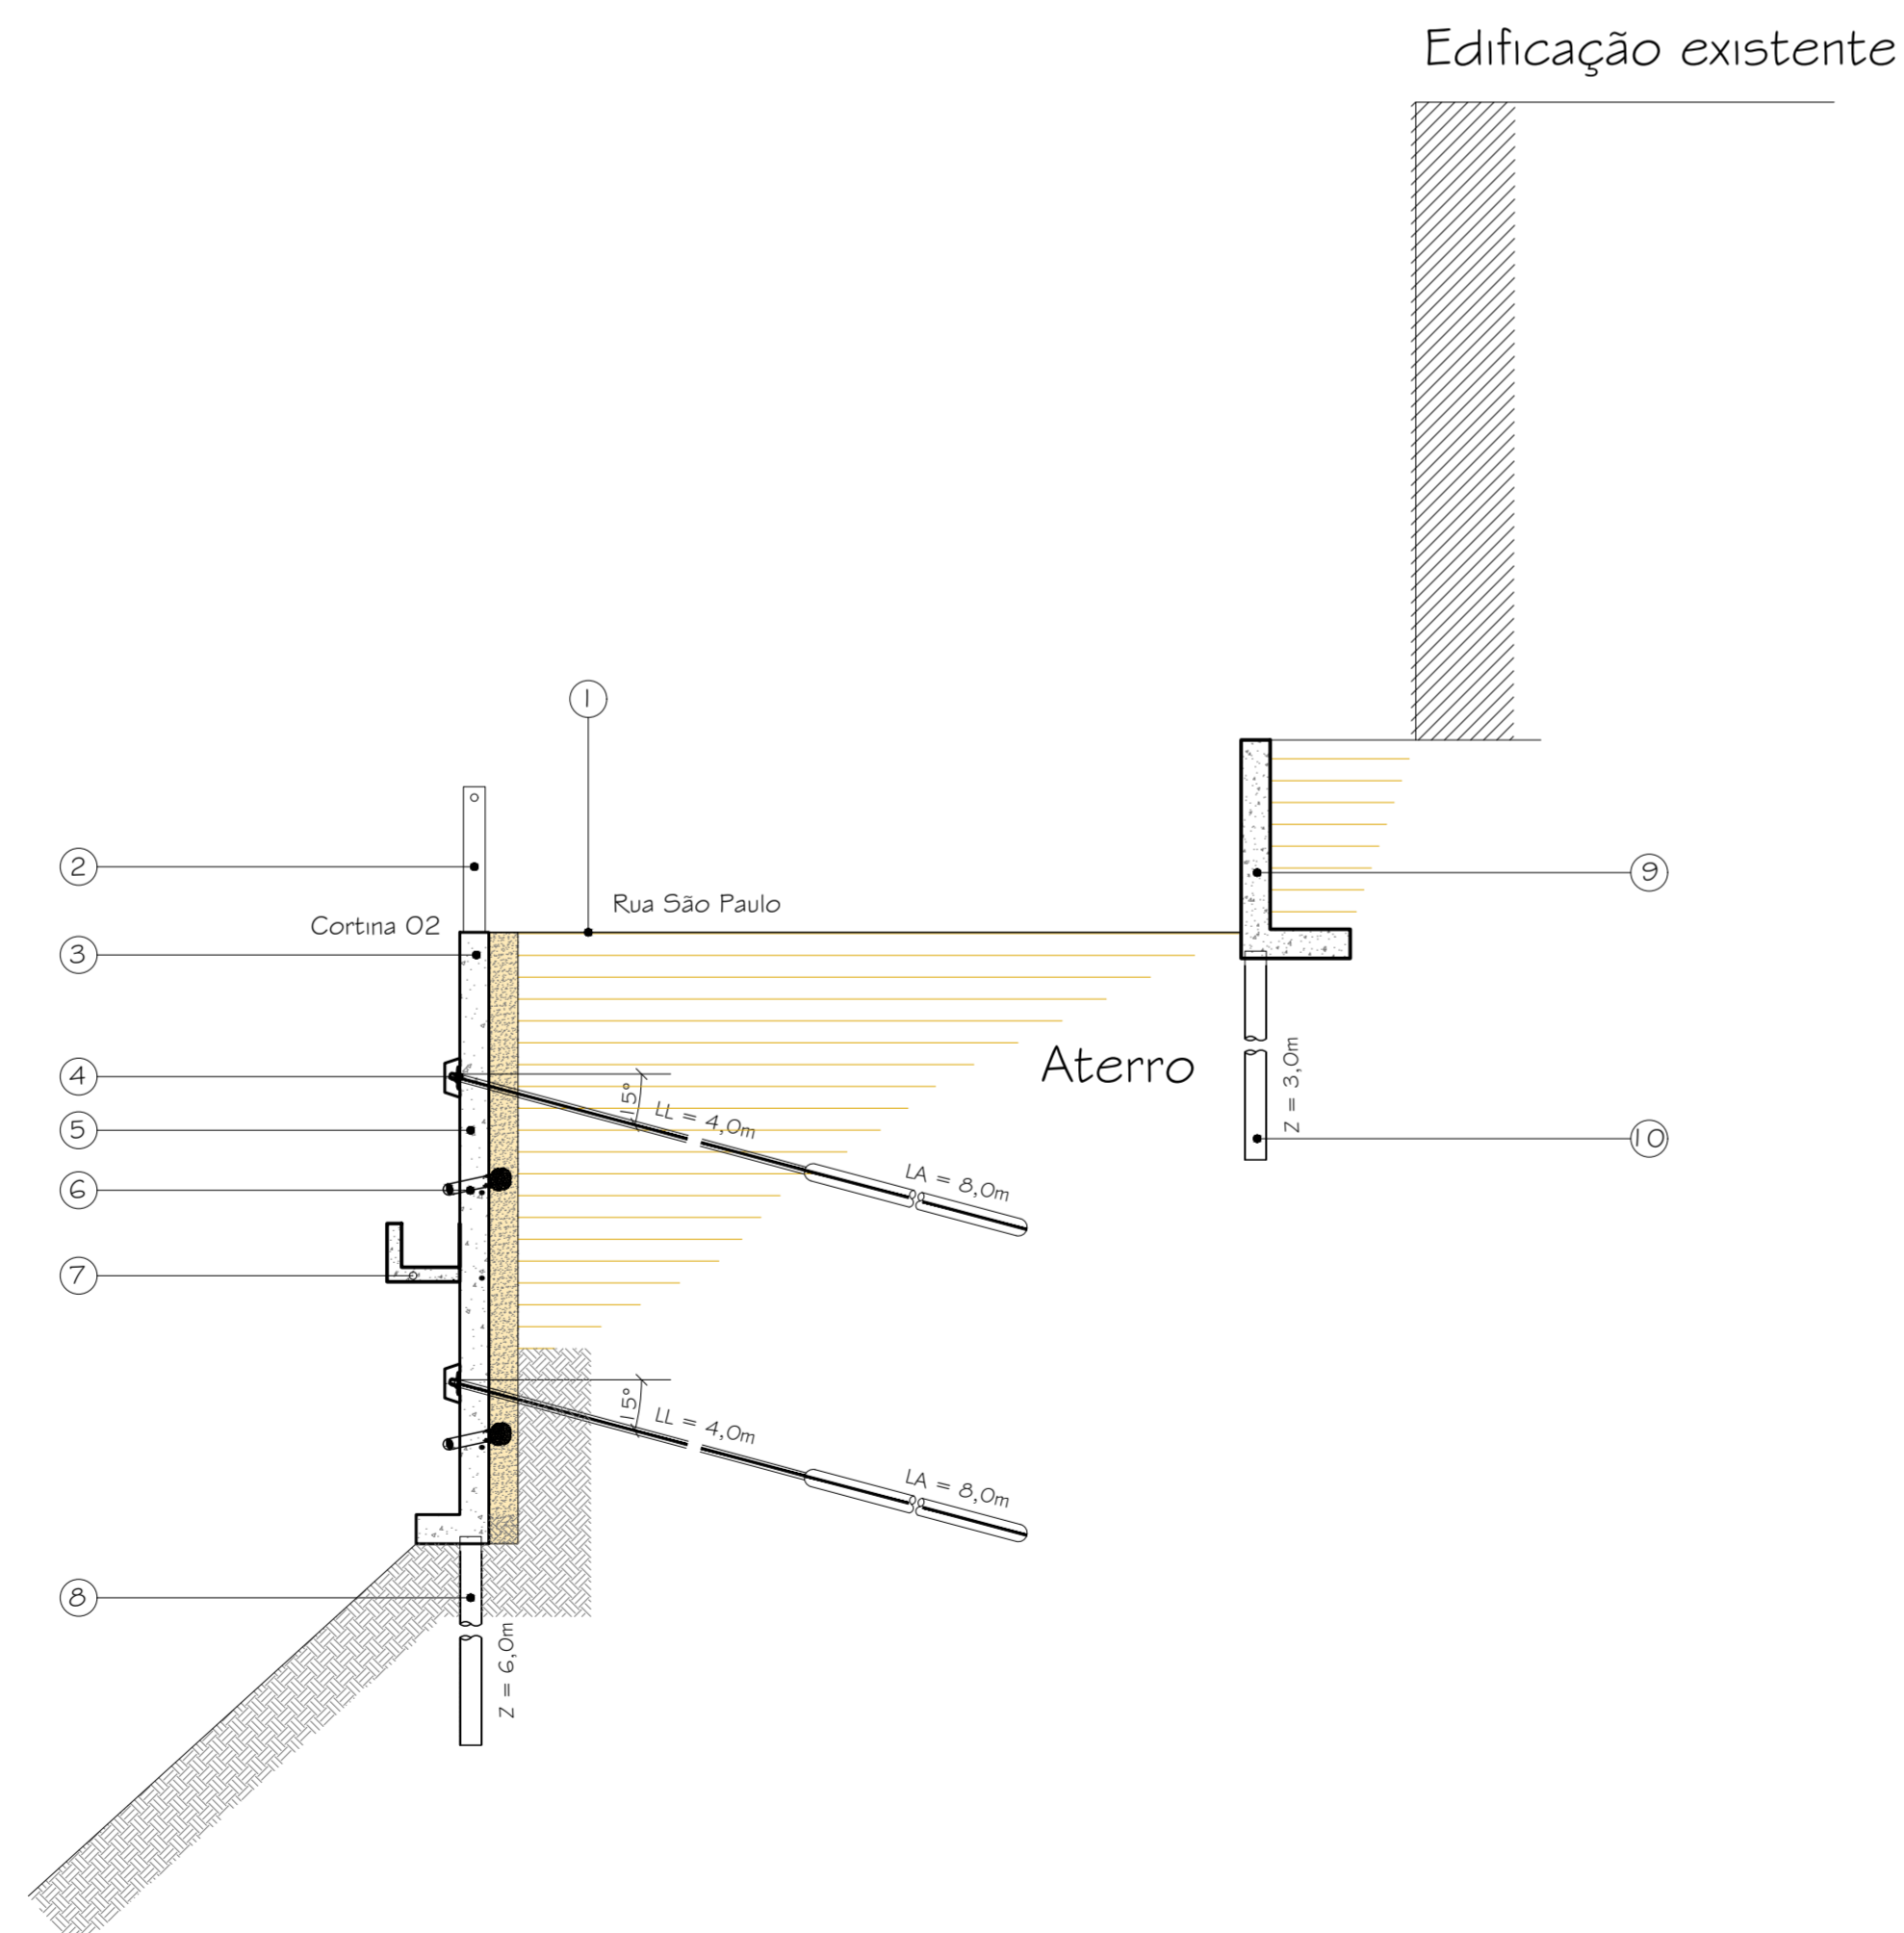 Edificação existente
1
2
Rua São Paulo
Cortina 02
3
9
4
Aterro
15°
LL = 4,0m
LA = 8,0m
5
6
Z = 3,0m
10
7
15°
LL = 4,0m
LA = 8,0m
8
Z = 6,0m